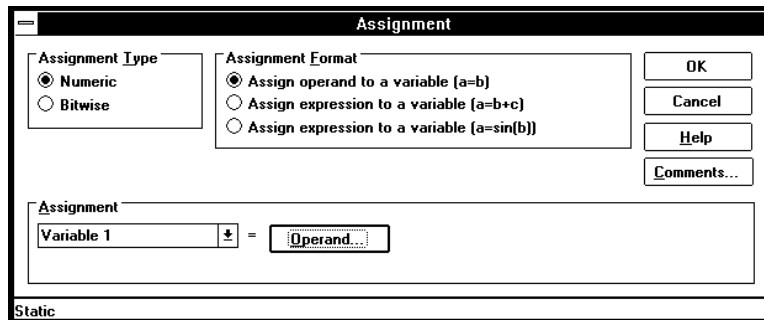 Assignment
Assignment Type
Numeric
Bitwise
Assignment Format
Assign operand to a variable (a=b)
Assign expression to a variable (a=b+c)
Assign expression to a variable (a=sin(b))
OK
Cancel
Help
Comments...
Assignment
Variable 1 = Operand...
Static